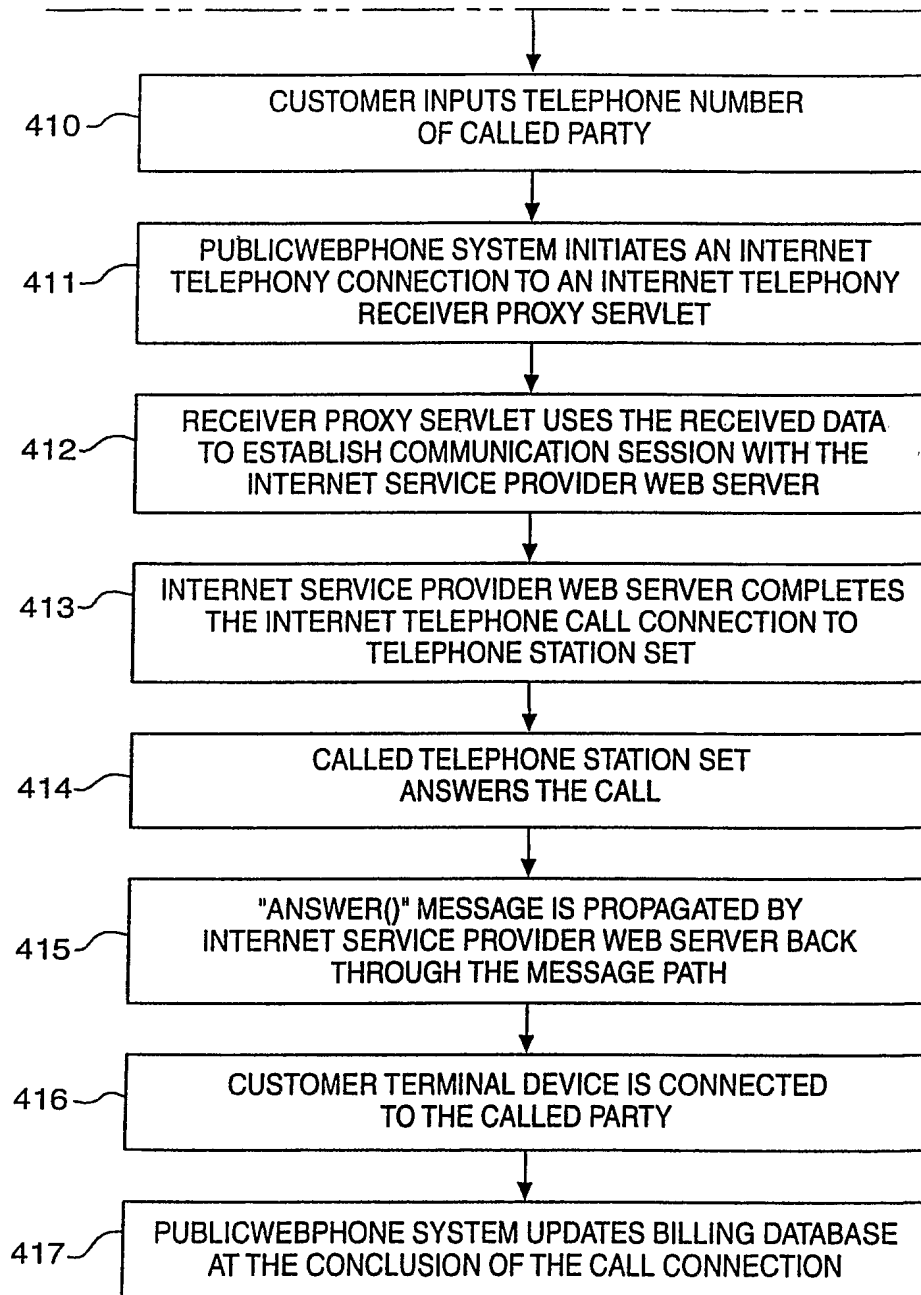 410
CUSTOMER INPUTS TELEPHONE NUMBER
OF CALLED PARTY
411
PUBLICWEBPHONE SYSTEM INITIATES AN INTERNET
TELEPHONY CONNECTION TO AN INTERNET TELEPHONY
RECEIVER PROXY SERVLET
412
RECEIVER PROXY SERVLET USES THE RECEIVED DATA
TO ESTABLISH COMMUNICATION SESSION WITH THE
INTERNET SERVICE PROVIDER WEB SERVER
413
INTERNET SERVICE PROVIDER WEB SERVER COMPLETES
THE INTERNET TELEPHONE CALL CONNECTION TO
TELEPHONE STATION SET
414
CALLED TELEPHONE STATION SET
ANSWERS THE CALL
415
"ANSWER()" MESSAGE IS PROPAGATED BY
INTERNET SERVICE PROVIDER WEB SERVER BACK
THROUGH THE MESSAGE PATH
416
CUSTOMER TERMINAL DEVICE IS CONNECTED
TO THE CALLED PARTY
417
PUBLICWEBPHONE SYSTEM UPDATES BILLING DATABASE
AT THE CONCLUSION OF THE CALL CONNECTION